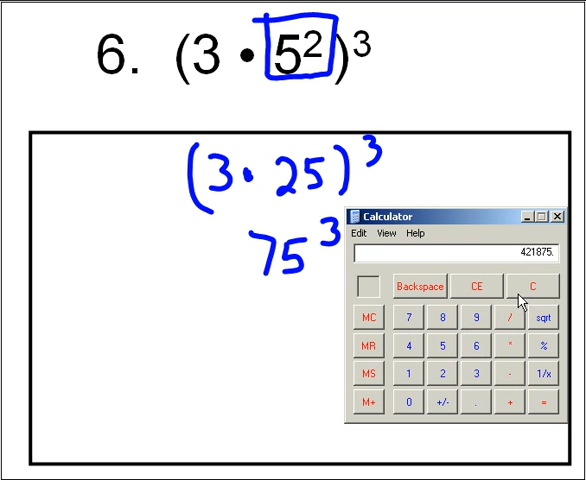 6. (3 • 5²)³
(3 • 25)³
75³
Calculator
Edit View Help
421875.
Backspace CE C
MC 7 8 9 / sqrt
MR 4 5 6 * %
MS 1 2 3 - 1/x
M+ 0 +/- . + =